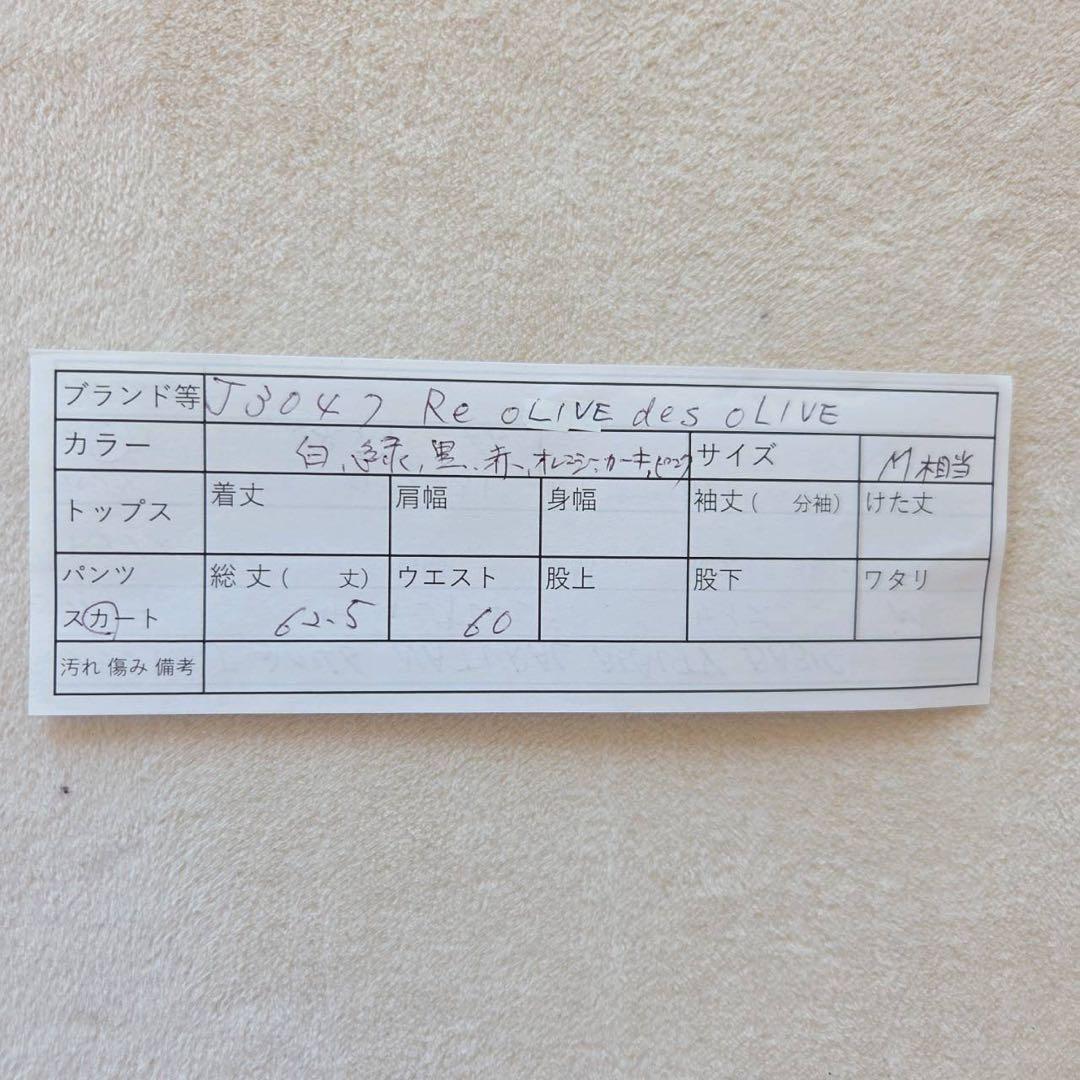 ブランド等 J3047 Re oLIVE des oLIVE
カラー 白、緑、黒、赤、オレンジ、カーキ、ピンク サイズ M相当
トップス 着丈 肩幅 身幅 袖丈( 分袖) けた丈
パンツ 総丈( 丈) ウエスト 股上 股下 ワタリ
スカート 62.5 60
汚れ 傷み 備考